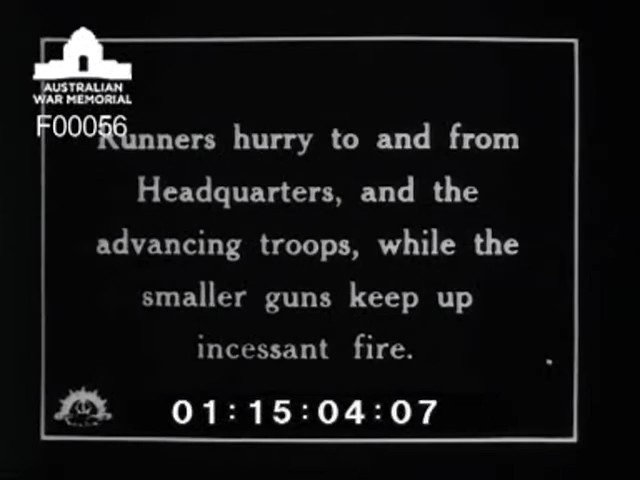 AUSTRALIAN
WAR MEMORIAL
F00056
Runners hurry to and from
Headquarters, and the
advancing troops, while the
smaller guns keep up
incessant fire.
01:15:04:07